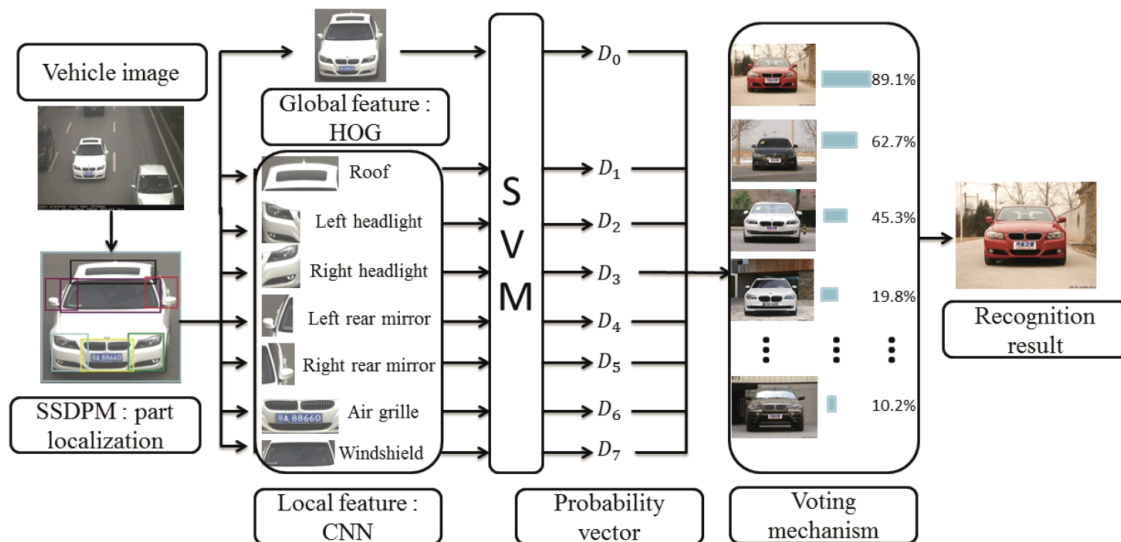 Vehicle image
SSDPM : part
localization
Global feature :
HOG
Roof
Left headlight
Right headlight
Left rear mirror
Right rear mirror
Air grille
A 88660
Windshield
Local feature :
CNN
SVM
D0
D1
D2
D3
D4
D5
D6
D7
Probability
vector
89.1%
62.7%
45.3%
19.8%
10.2%
Voting
mechanism
Recognition
result